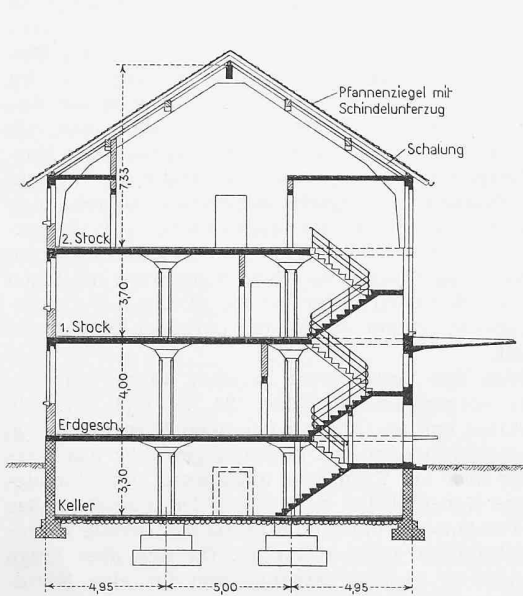 Pfannenziegel mit
Schindelunterzug
Schalung
7,33
2. Stock
3,70
1. Stock
4,00
Erdgesch.
3,30
Keller
4,95 5,00 4,95